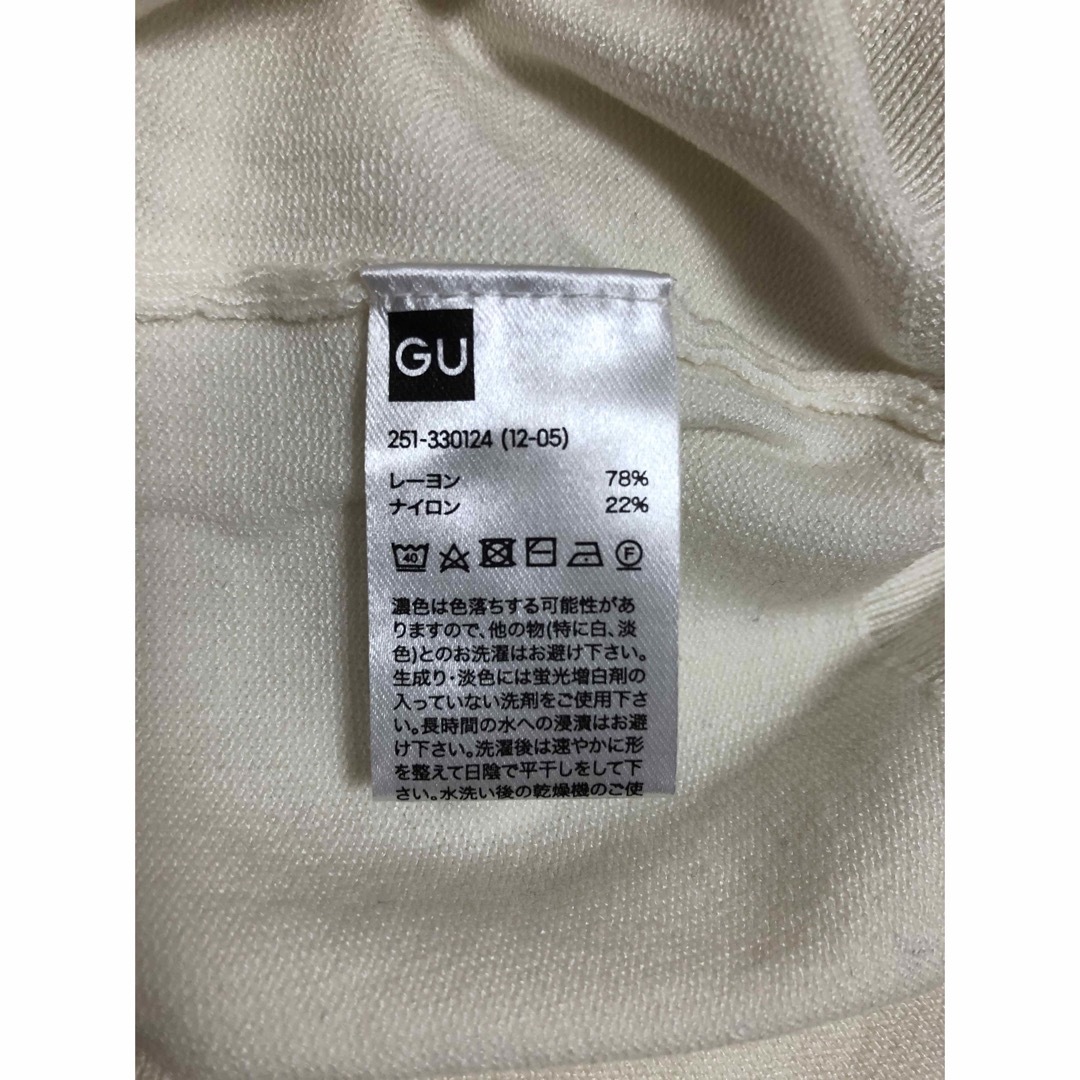 GU
251-330124 (12-05)
レーヨン 78%
ナイロン 22%
40 F
濃色は色落ちする可能性があ
りますので、他の物(特に白、淡
色)とのお洗濯はお避け下さい。
生成り・淡色には蛍光増白剤の
入っていない洗剤をご使用下さ
い。長時間の水への浸漬はお避
け下さい。洗濯後は速やかに形
を整えて日陰で平干しをして下
さい。水洗い後の乾燥機のご使